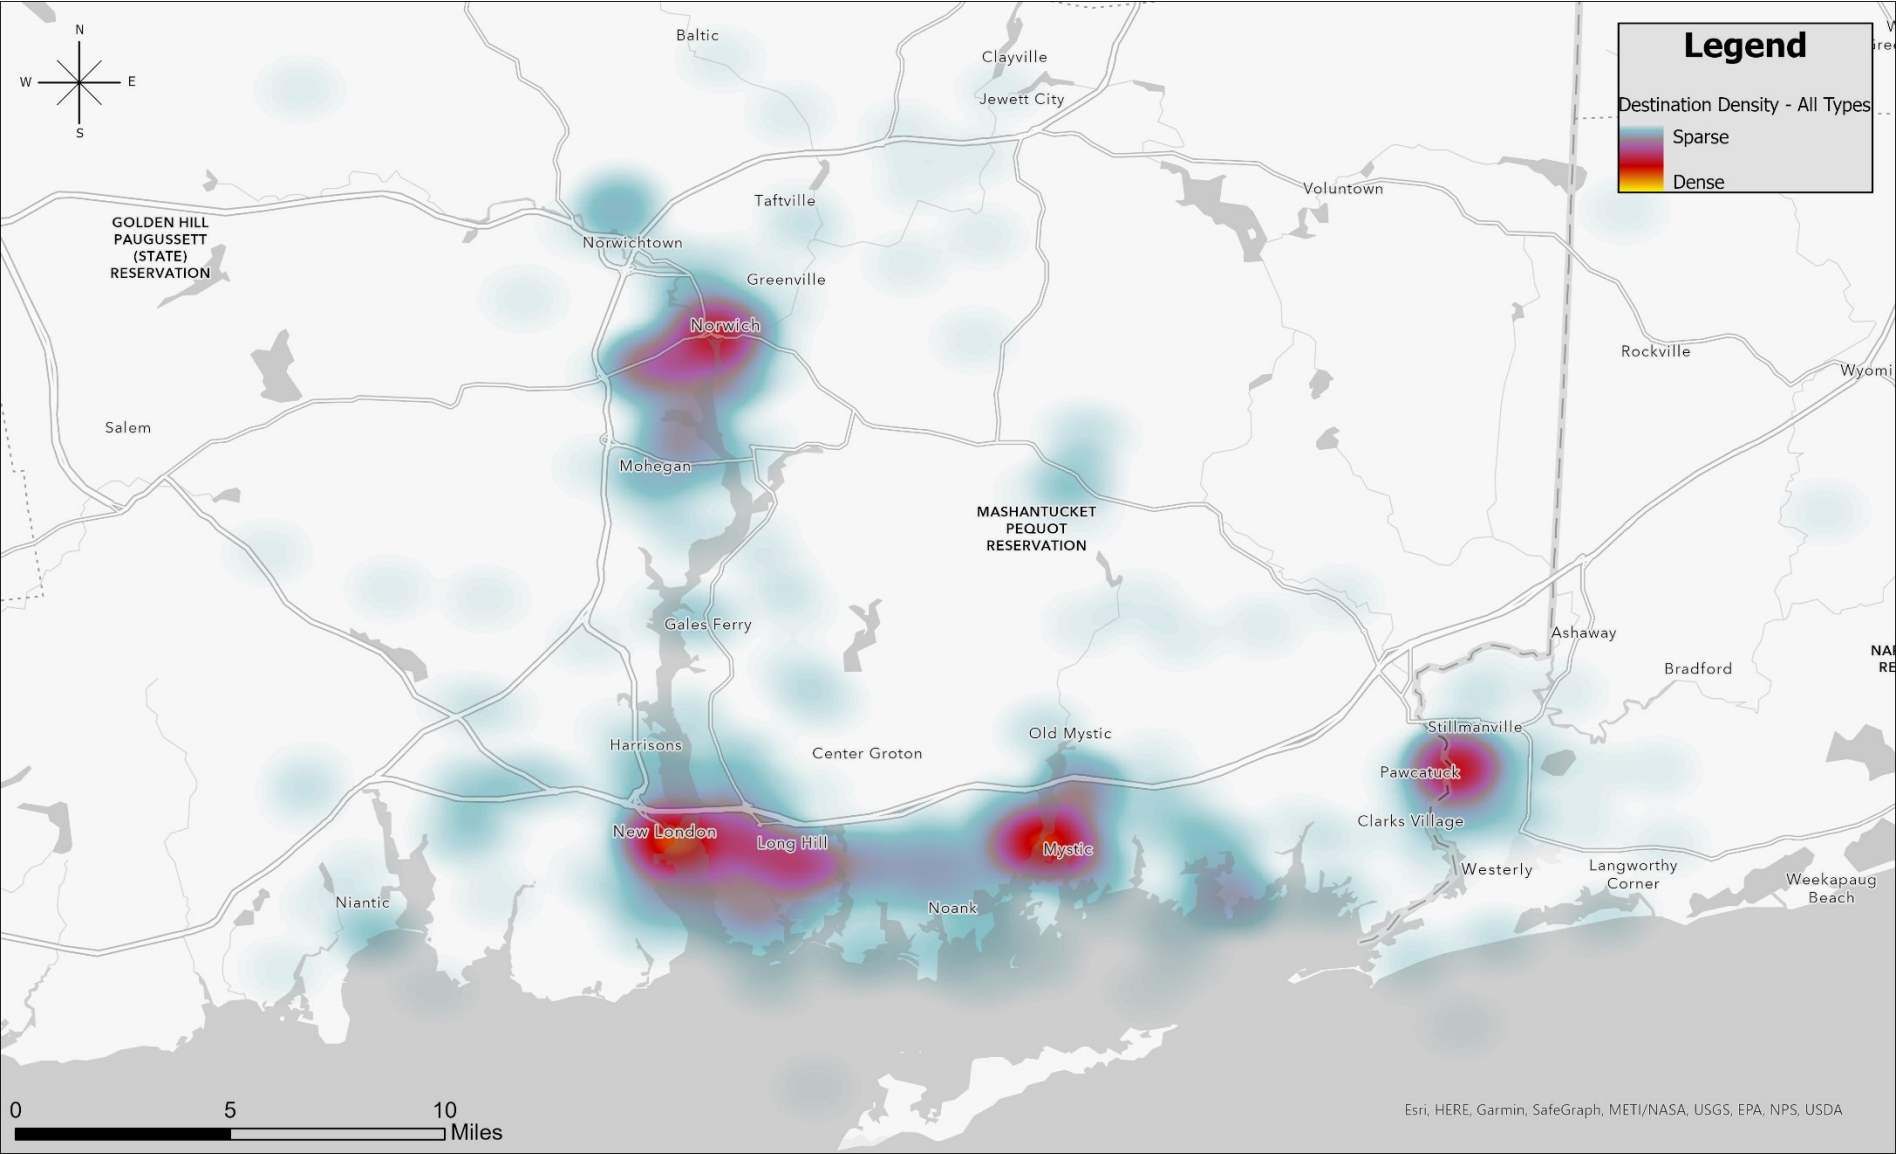 N
W
E
S
Baltic
Clayville
Jewett City
Legend
Destination Density - All Types
Sparse
Dense
Taftville
Voluntown
GOLDEN HILL
PAUGUSSETT
(STATE)
RESERVATION
Norwichtown
Greenville
Norwich
Rockville
Wyomi
Salem
Mohegan
MASHANTUCKET
PEQUOT
RESERVATION
Gales Ferry
Ashaway
Bradford
NAR
RE
Harrisons
Center Groton
Old Mystic
Stillmanville
Pawcatuck
Clarks Village
New London
Long Hill
Mystic
Westerly
Langworthy
Corner
Weekapaug
Beach
Niantic
Noank
0 5 10
Miles
Esri, HERE, Garmin, SafeGraph, METI/NASA, USGS, EPA, NPS, USDA